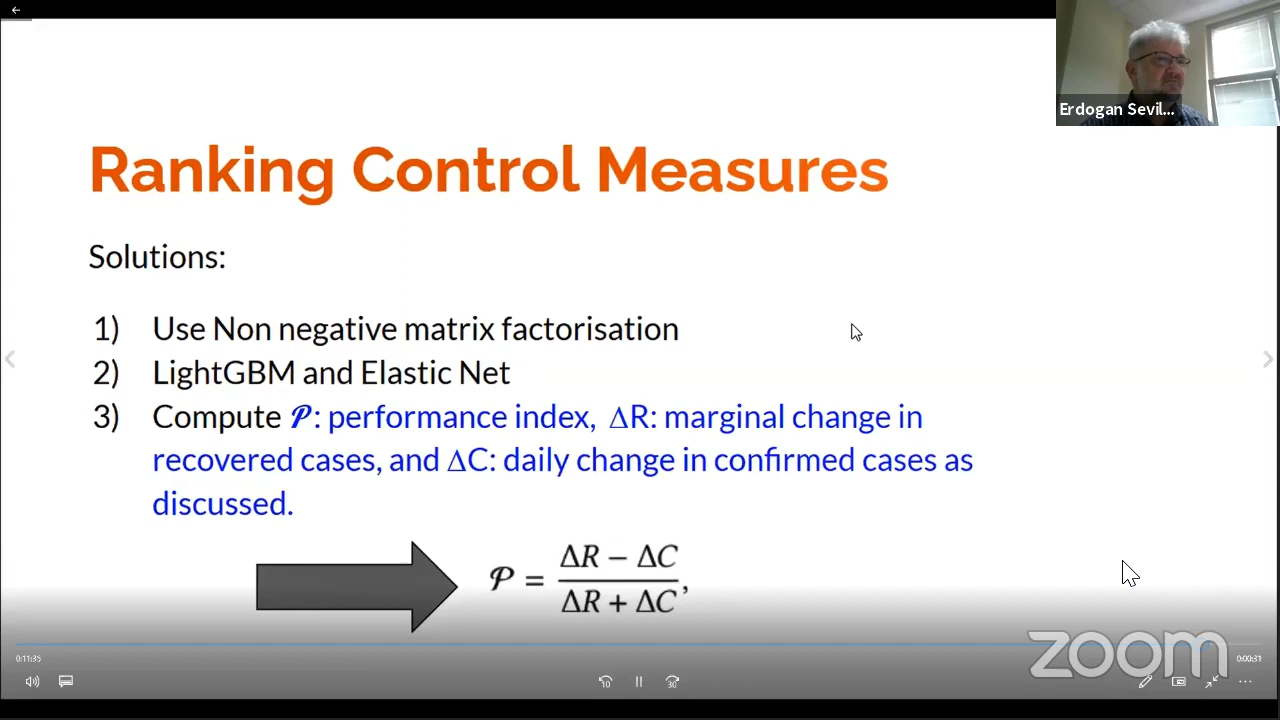 Erdogan Sevil...
Ranking Control Measures
Solutions:
1) Use Non negative matrix factorisation
2) LightGBM and Elastic Net
3) Compute 𝒫: performance index, ΔR: marginal change in
recovered cases, and ΔC: daily change in confirmed cases as
discussed.
𝒫 = (ΔR − ΔC) / (ΔR + ΔC),
zoom
0:11:35
0:00:31
10
30